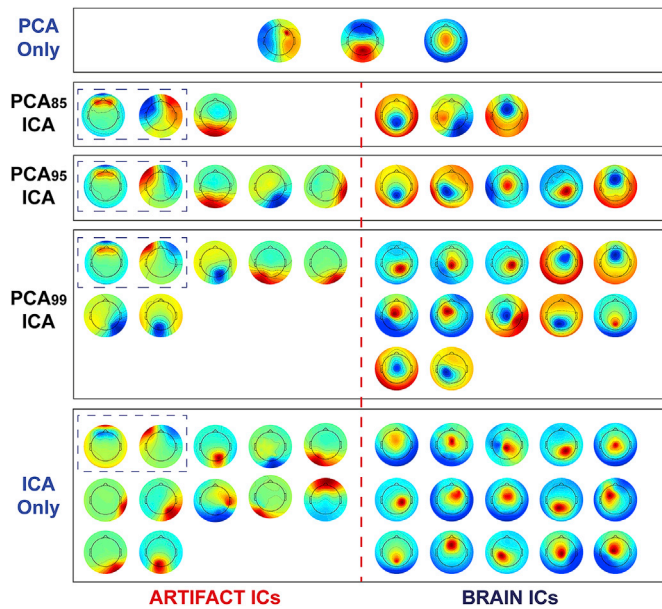 PCA
Only
PCA85
ICA
PCA95
ICA
PCA99
ICA
ICA
Only
ARTIFACT ICs
BRAIN ICs